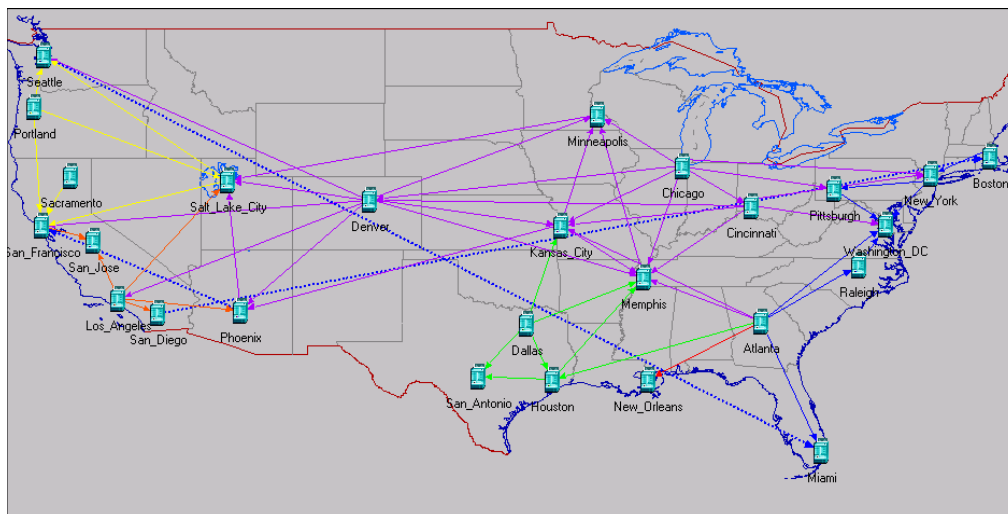 Seattle
Portland
Minneapolis
Boston
Chicago
New_York
Sacramento
Salt_Lake_City
Pittsburgh
Denver
Cincinnati
San_Francisco
Kansas_City
Washington_DC
San_Jose
Raleigh
Memphis
Los_Angeles
San_Diego
Phoenix
Atlanta
Dallas
San_Antonio
Houston
New_Orleans
Miami